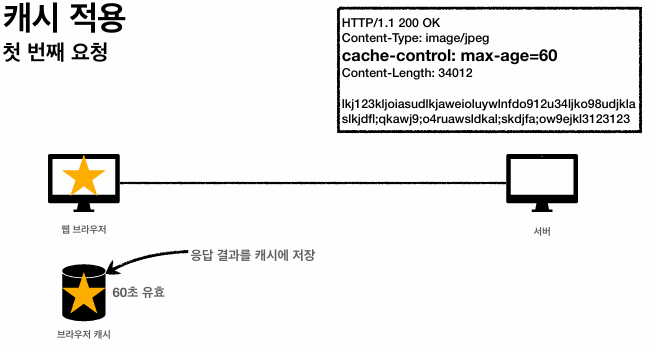 캐시 적용
첫 번째 요청
HTTP/1.1 200 OK
Content-Type: image/jpeg
cache-control: max-age=60
Content-Length: 34012
lkj123kljoiasudlkjaweioluywlnfdo912u34ljko98udjkla
slkjdfl;qkawj9;o4ruawsldkal;skdjfa;ow9ejkl3123123
웹 브라우저
서버
응답 결과를 캐시에 저장
60초 유효
브라우저 캐시